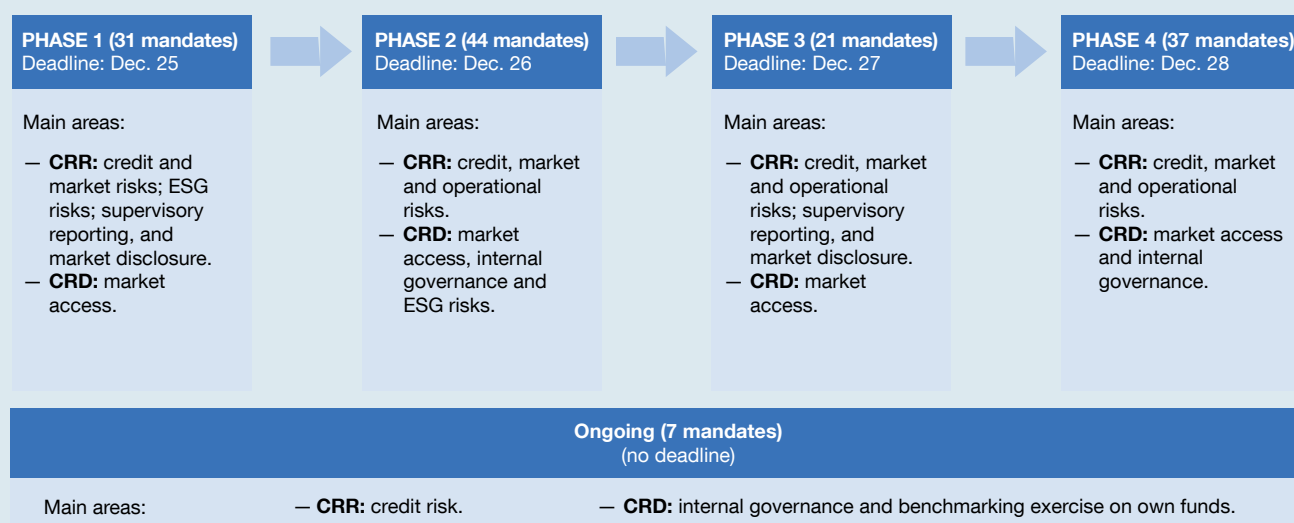 PHASE 1 (31 mandates)
Deadline: Dec. 25
Main areas:
— CRR: credit and
market risks; ESG
risks; supervisory
reporting, and
market disclosure.
— CRD: market
access.
PHASE 2 (44 mandates)
Deadline: Dec. 26
Main areas:
— CRR: credit, market
and operational
risks.
— CRD: market
access, internal
governance and
ESG risks.
PHASE 3 (21 mandates)
Deadline: Dec. 27
Main areas:
— CRR: credit, market
and operational
risks; supervisory
reporting, and
market disclosure.
— CRD: market
access.
PHASE 4 (37 mandates)
Deadline: Dec. 28
Main areas:
— CRR: credit, market
and operational
risks.
— CRD: market access
and internal
governance.
Ongoing (7 mandates)
(no deadline)
Main areas:
— CRR: credit risk.
— CRD: internal governance and benchmarking exercise on own funds.